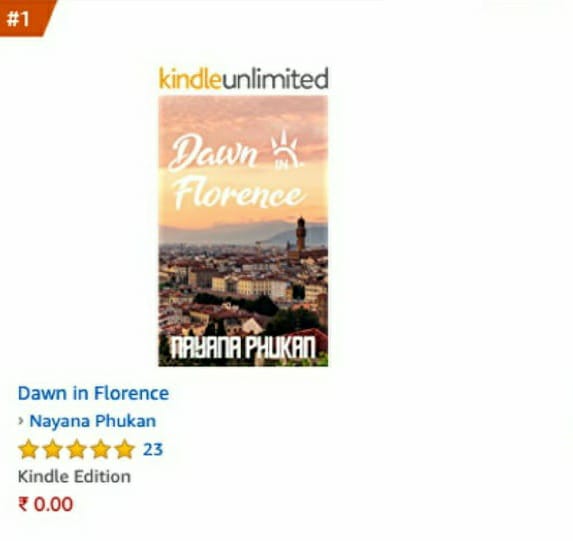 #1
kindleunlimited
Dawn
IN
Florence
NAYANA PHUKAN
Dawn in Florence
› Nayana Phukan
23
Kindle Edition
₹ 0.00